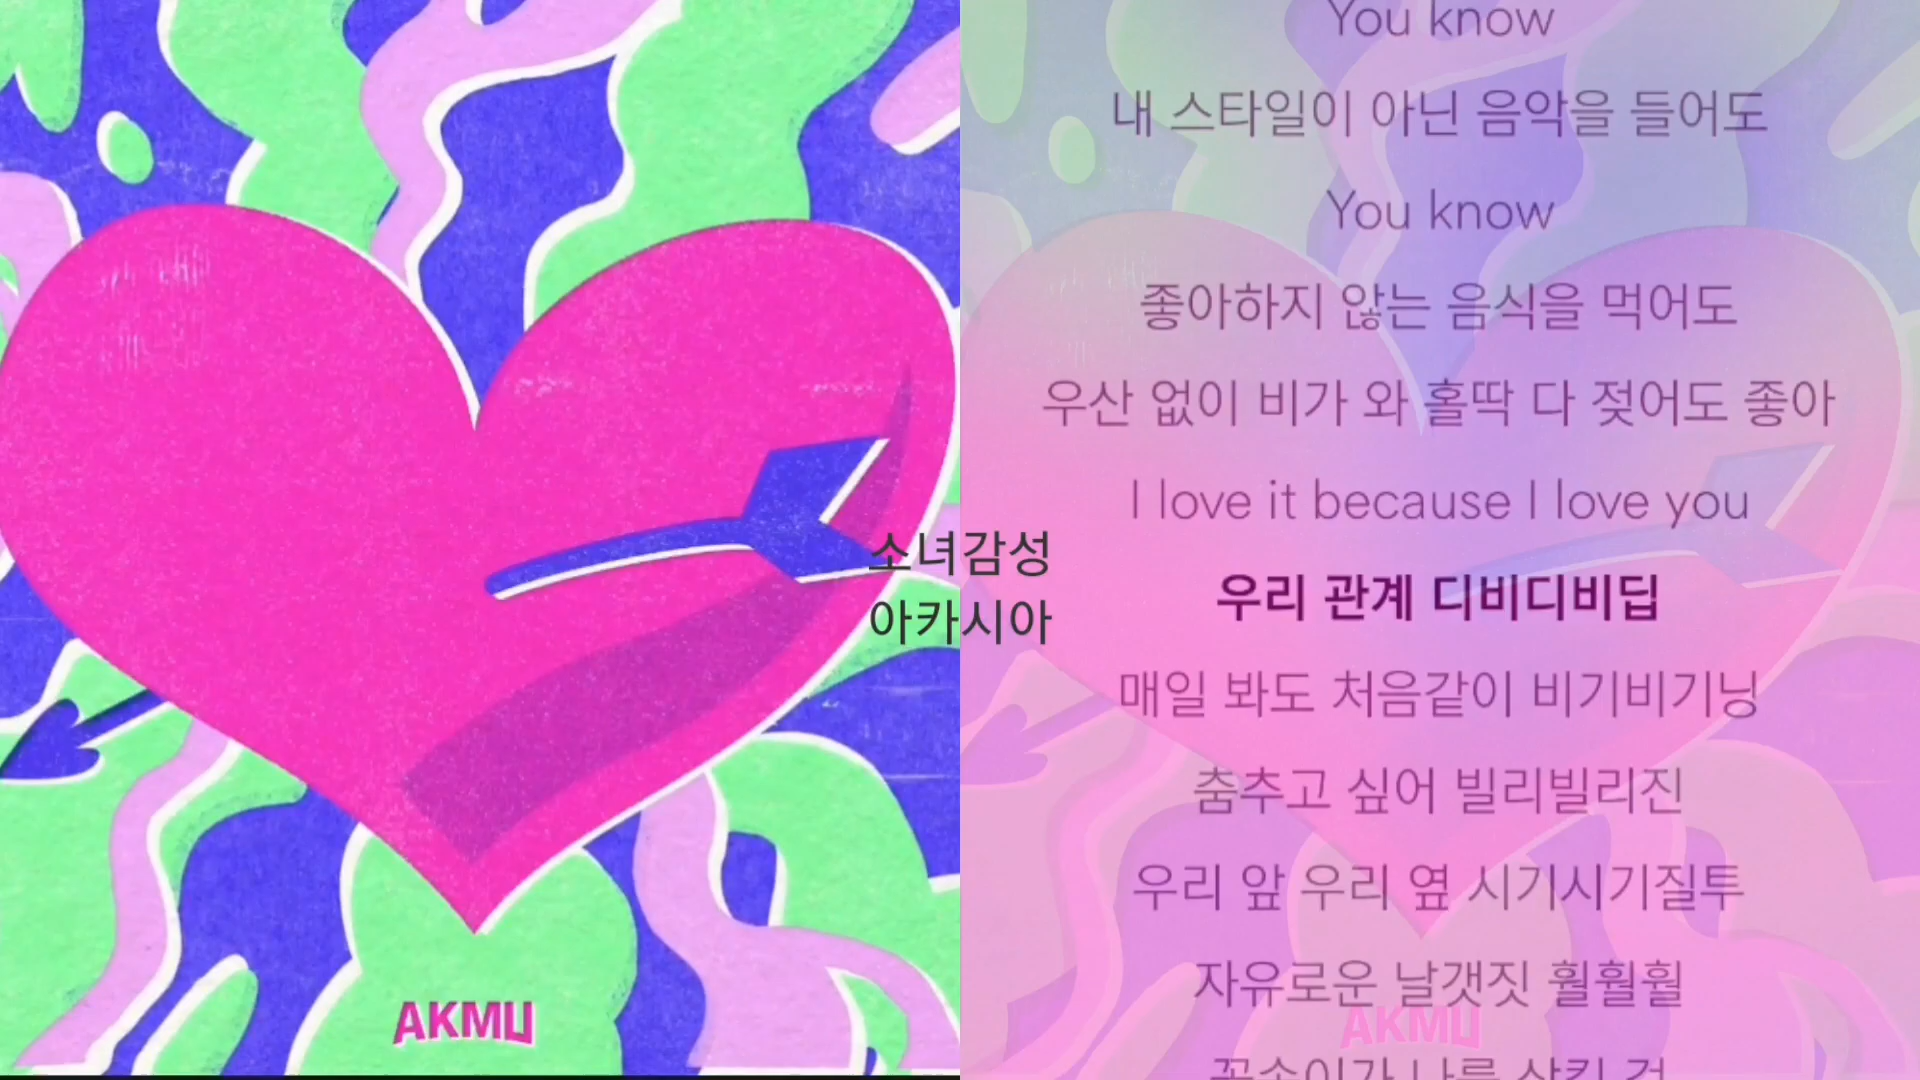 You know
내 스타일이 아닌 음악을 들어도
You know
좋아하지 않는 음식을 먹어도
우산 없이 비가 와 홀딱 다 젖어도 좋아
I love it because I love you
우리 관계 디비디비딥
매일 봐도 처음같이 비기비기닝
춤추고 싶어 빌리빌리진
우리 앞 우리 옆 시기시기질투
자유로운 날갯짓 훨훨훨
소녀감성
아카시아
AKMU
AKMU